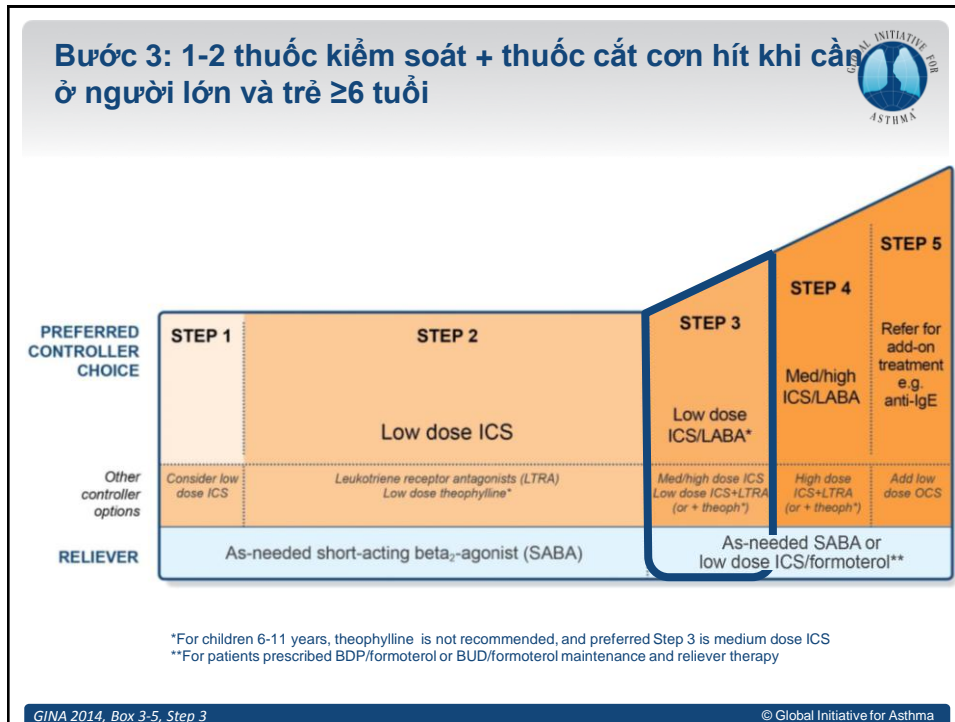 Bước 3: 1-2 thuốc kiểm soát + thuốc cắt cơn hít khi cần
ở người lớn và trẻ ≥6 tuổi
GLOBAL INITIATIVE FOR
ASTHMA
PREFERRED
CONTROLLER
CHOICE
STEP 1
STEP 2
Low dose ICS
STEP 3
Low dose
ICS/LABA*
STEP 4
Med/high
ICS/LABA
STEP 5
Refer for
add-on
treatment
e.g.
anti-IgE
Other
controller
options
Consider low
dose ICS
Leukotriene receptor antagonists (LTRA)
Low dose theophylline*
Med/high dose ICS
Low dose ICS+LTRA
(or + theoph*)
High dose
ICS+LTRA
(or + theoph*)
Add low
dose OCS
RELIEVER
As-needed short-acting beta₂-agonist (SABA)
As-needed SABA or
low dose ICS/formoterol**
*For children 6-11 years, theophylline is not recommended, and preferred Step 3 is medium dose ICS
**For patients prescribed BDP/formoterol or BUD/formoterol maintenance and reliever therapy
GINA 2014, Box 3-5, Step 3
© Global Initiative for Asthma